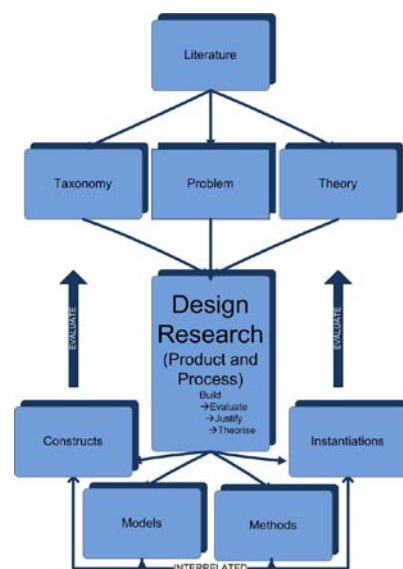 Literature
Taxonomy
Problem
Theory
Design
Research
(Product and
Process)
Build
→Evaluate
→Justify
→Theorise
EVALUATE
EVALUATE
Constructs
Instantiations
Models
Methods
INTERRELATED